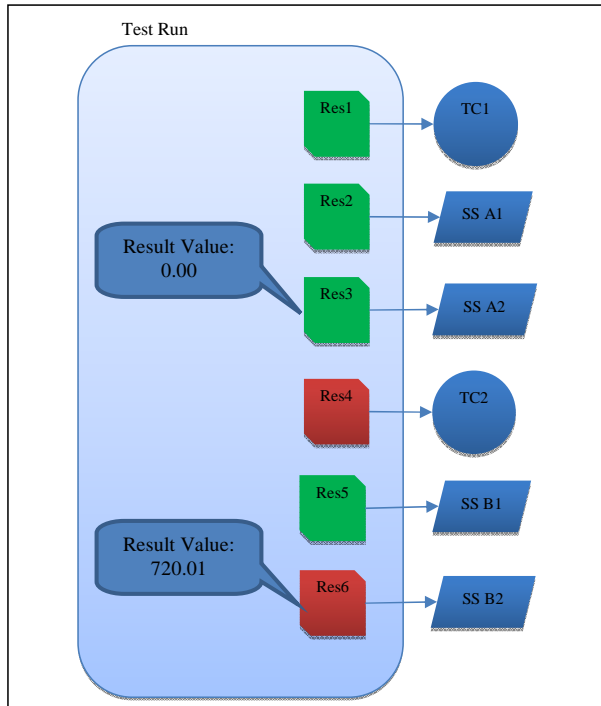 Test Run
Res1
TC1
Res2
SS A1
Result Value:
0.00
Res3
SS A2
Res4
TC2
Res5
SS B1
Result Value:
720.01
Res6
SS B2